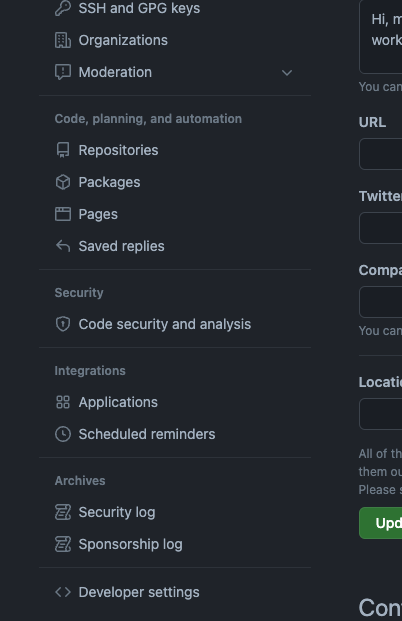 SSH and GPG keys
Organizations
Moderation
Code, planning, and automation
Repositories
Packages
Pages
Saved replies
Security
Code security and analysis
Integrations
Applications
Scheduled reminders
Archives
Security log
Sponsorship log
Developer settings
Hi, m
work
You can
URL
Twitte
Compa
You can
Locatio
All of th
them ou
Please s
Upd
Con